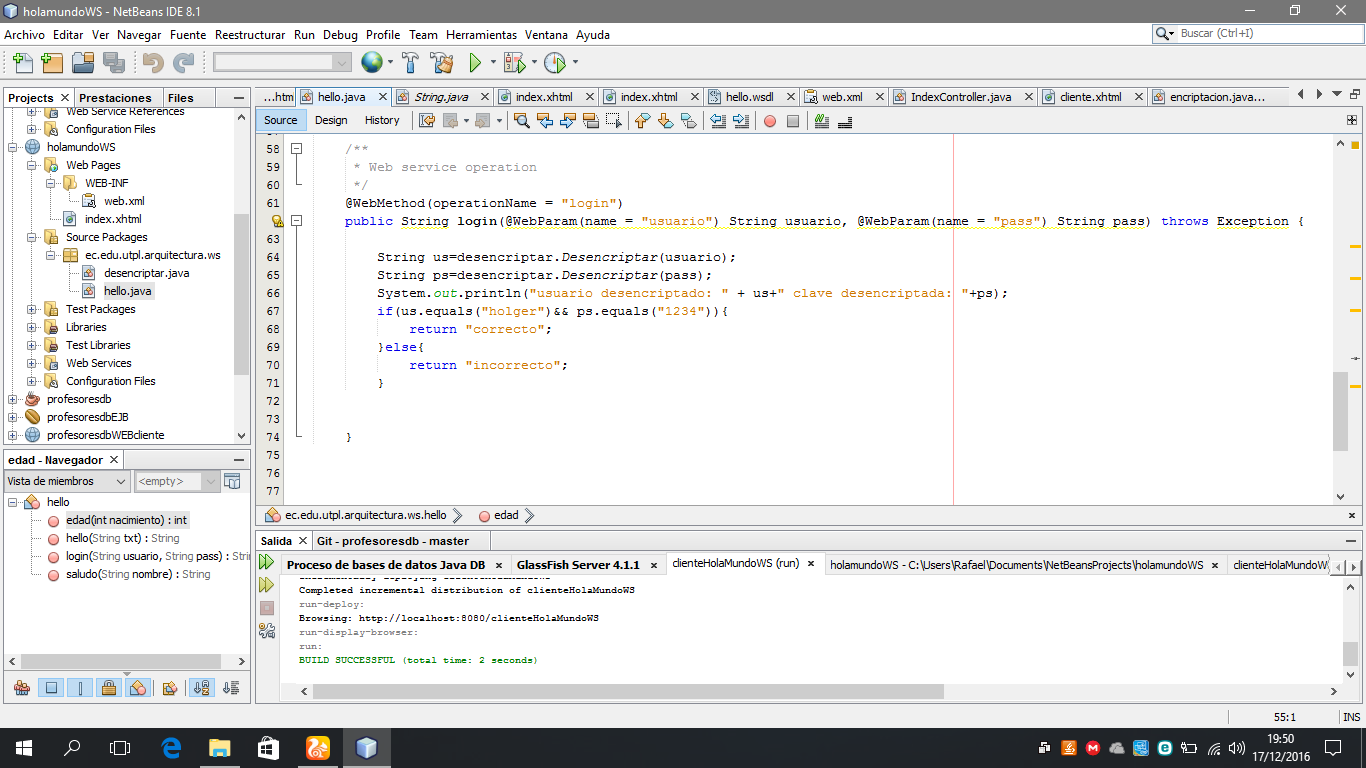 holamundoWS - NetBeans IDE 8.1
Archivo Editar Ver Navegar Fuente Reestructurar Run Debug Profile Team Herramientas Ventana Ayuda
Buscar (Ctrl+I)
Projects Prestaciones Files
Web Service References
Configuration Files
holamundoWS
Web Pages
WEB-INF
web.xml
index.xhtml
Source Packages
ec.edu.utpl.arquitectura.ws
desencriptar.java
hello.java
Test Packages
Libraries
Test Libraries
Web Services
Configuration Files
profesoresdb
profesoresdbEJB
profesoresdbWEBcliente
...htm hello.java String.java index.xhtml index.xhtml hello.wsdl web.xml IndexController.java cliente.xhtml encriptacion.java...
Source Design History
58 /**
59 * Web service operation
60 */
61 @WebMethod(operationName = "login")
public String login(@WebParam(name = "usuario") String usuario, @WebParam(name = "pass") String pass) throws Exception {
63
64 String us=desencriptar.Desencriptar(usuario);
65 String ps=desencriptar.Desencriptar(pass);
66 System.out.println("usuario desencriptado: " + us+" clave desencriptada: "+ps);
67 if(us.equals("holger")&& ps.equals("1234")){
68 return "correcto";
69 }else{
70 return "incorrecto";
71 }
72
73
74 }
75
76
77
ec.edu.utpl.arquitectura.ws.hello edad
edad - Navegador
Vista de miembros <empty>
hello
edad(int nacimiento) : int
hello(String txt) : String
login(String usuario, String pass) : Stri
saludo(String nombre) : String
Salida Git - profesoresdb - master
Proceso de bases de datos Java DB GlassFish Server 4.1.1 clienteHolaMundoWS (run) holamundoWS - C:\Users\Rafael\Documents\NetBeansProjects\holamundoWS clienteHolaMundoW
Completed incremental distribution of clienteHolaMundoWS
run-deploy:
Browsing: http://localhost:8080/clienteHolaMundoWS
run-display-browser:
run:
BUILD SUCCESSFUL (total time: 2 seconds)
55:1 INS
19:50
17/12/2016